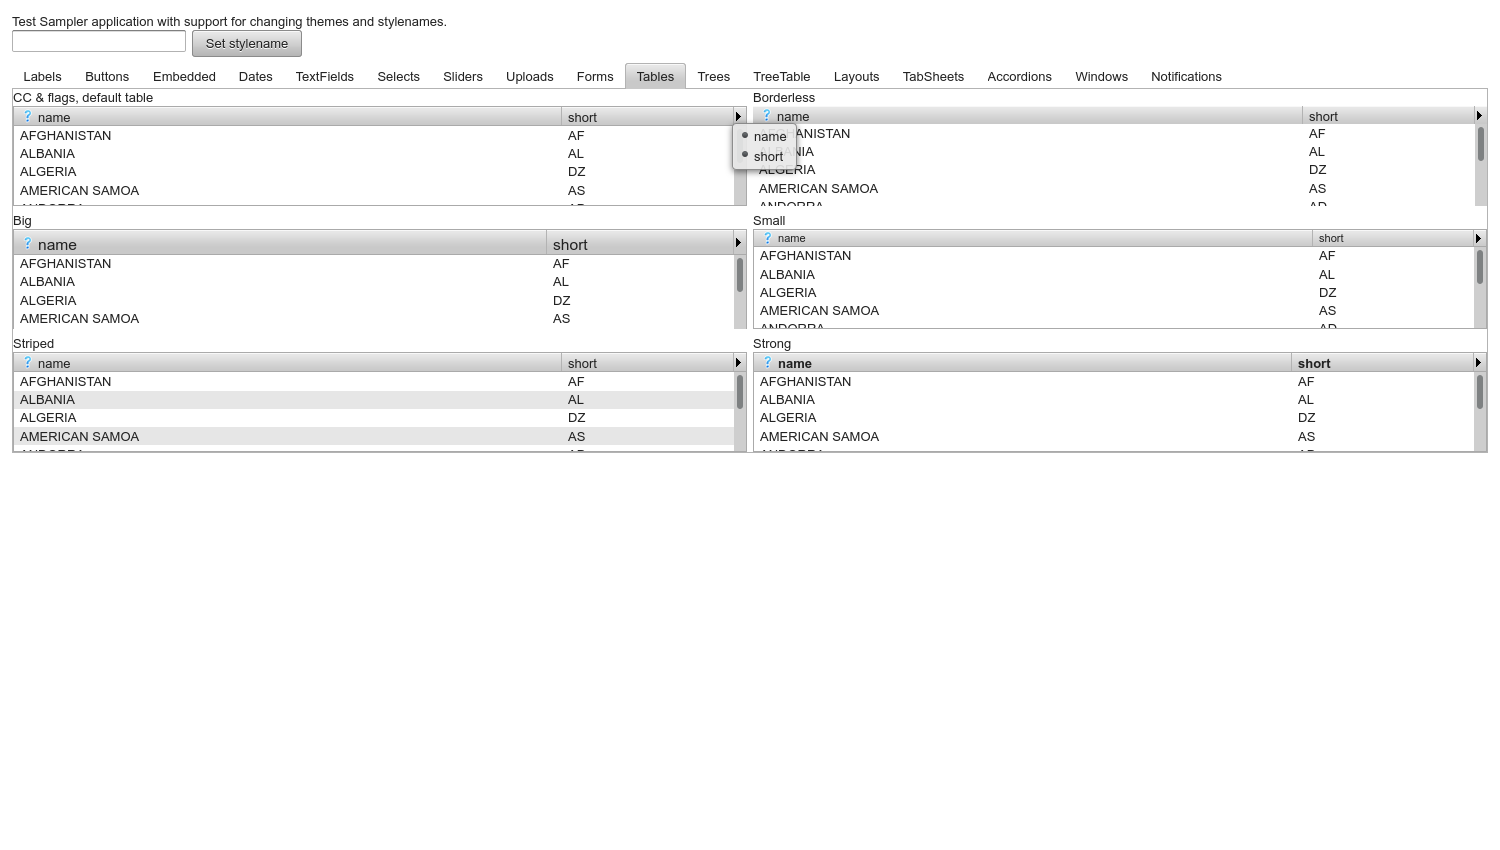 Test Sampler application with support for changing themes and stylenames.
Set stylename
Labels Buttons Embedded Dates TextFields Selects Sliders Uploads Forms Tables Trees TreeTable Layouts TabSheets Accordions Windows Notifications
CC & flags, default table
? name short
AFGHANISTAN AF
ALBANIA AL
ALGERIA DZ
AMERICAN SAMOA AS
name
short
Borderless
? name short
AFGHANISTAN AF
ALBANIA AL
ALGERIA DZ
AMERICAN SAMOA AS
ANDORRA AD
Big
? name short
AFGHANISTAN AF
ALBANIA AL
ALGERIA DZ
AMERICAN SAMOA AS
Small
? name short
AFGHANISTAN AF
ALBANIA AL
ALGERIA DZ
AMERICAN SAMOA AS
ANDORRA AD
Striped
? name short
AFGHANISTAN AF
ALBANIA AL
ALGERIA DZ
AMERICAN SAMOA AS
Strong
? name short
AFGHANISTAN AF
ALBANIA AL
ALGERIA DZ
AMERICAN SAMOA AS